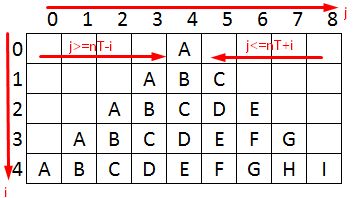 0 1 2 3 4 5 6 7 8 j
0 j>=nT-i A j<=nT+i
1 A B C
2 A B C D E
3 A B C D E F G
4 A B C D E F G H I
i